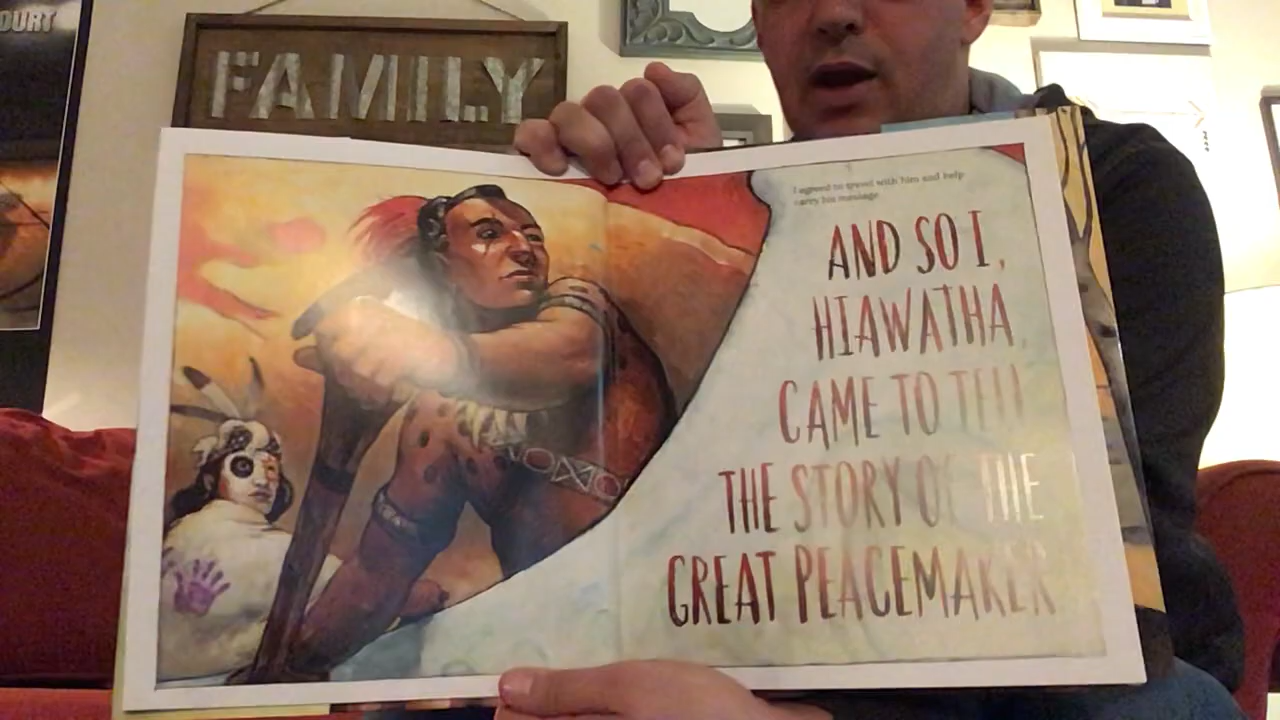 OURT
FAMILY
I agreed to travel with him and help
carry his message.
AND SO I,
HIAWATHA,
CAME TO TELL
THE STORY OF THE
GREAT PEACEMAKER